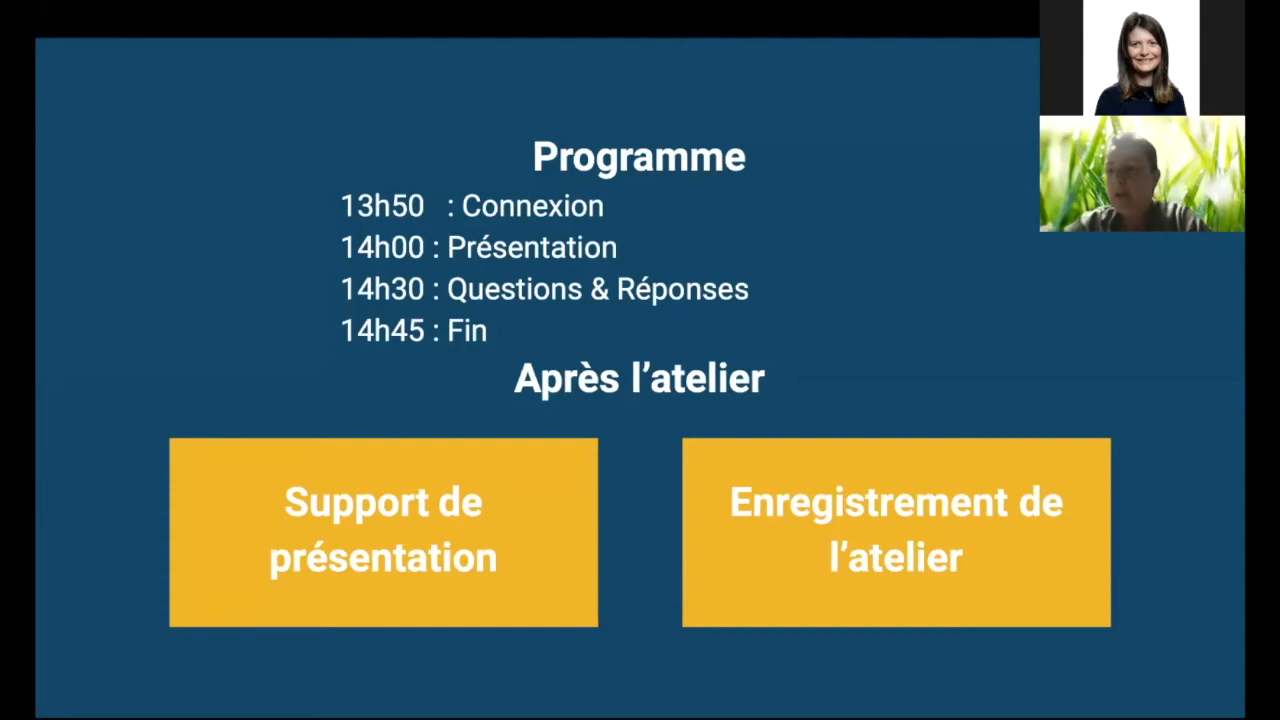 Programme
13h50 : Connexion
14h00 : Présentation
14h30 : Questions & Réponses
14h45 : Fin
Après l’atelier
Support de
présentation
Enregistrement de
l’atelier